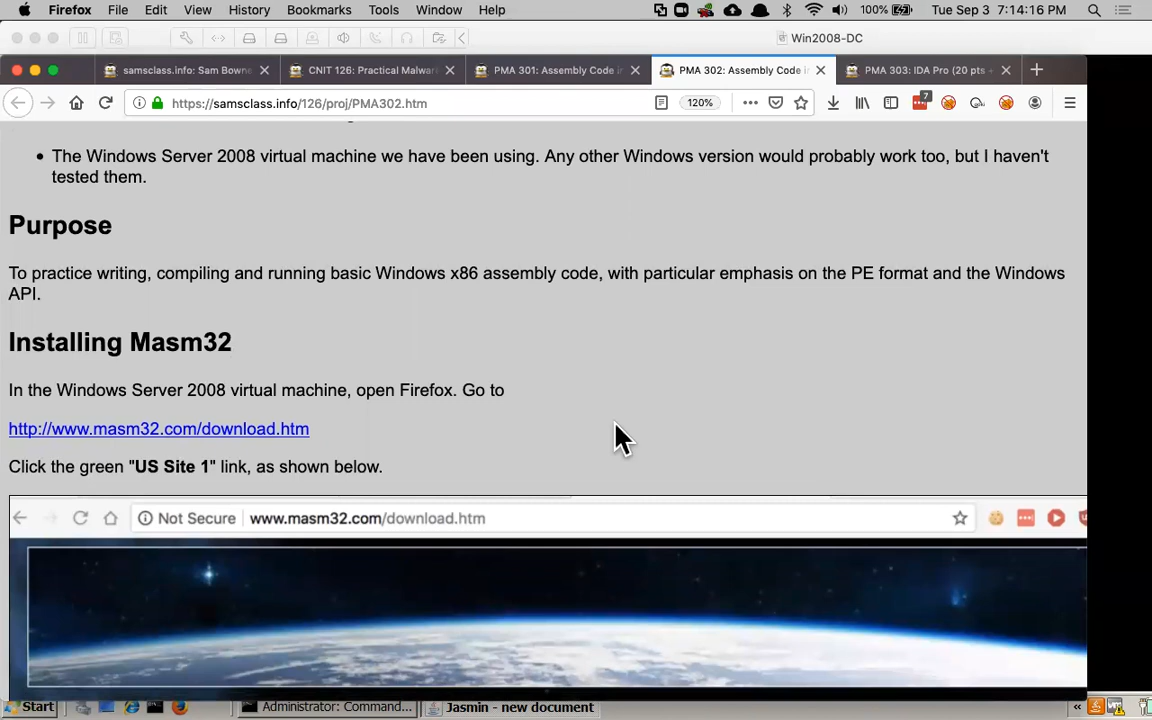 Firefox File Edit View History Bookmarks Tools Window Help 100% Tue Sep 3 7:14:16 PM
Win2008-DC
samsclass.info: Sam Bowne CNIT 126: Practical Malwar PMA 301: Assembly Code i PMA 302: Assembly Code i PMA 303: IDA Pro (20 pts +
https://samsclass.info/126/proj/PMA302.htm 120% 7
• The Windows Server 2008 virtual machine we have been using. Any other Windows version would probably work too, but I haven't
tested them.
Purpose
To practice writing, compiling and running basic Windows x86 assembly code, with particular emphasis on the PE format and the Windows
API.
Installing Masm32
In the Windows Server 2008 virtual machine, open Firefox. Go to
http://www.masm32.com/download.htm
Click the green "US Site 1" link, as shown below.
Not Secure www.masm32.com/download.htm
Start Administrator: Command... Jasmin - new document «